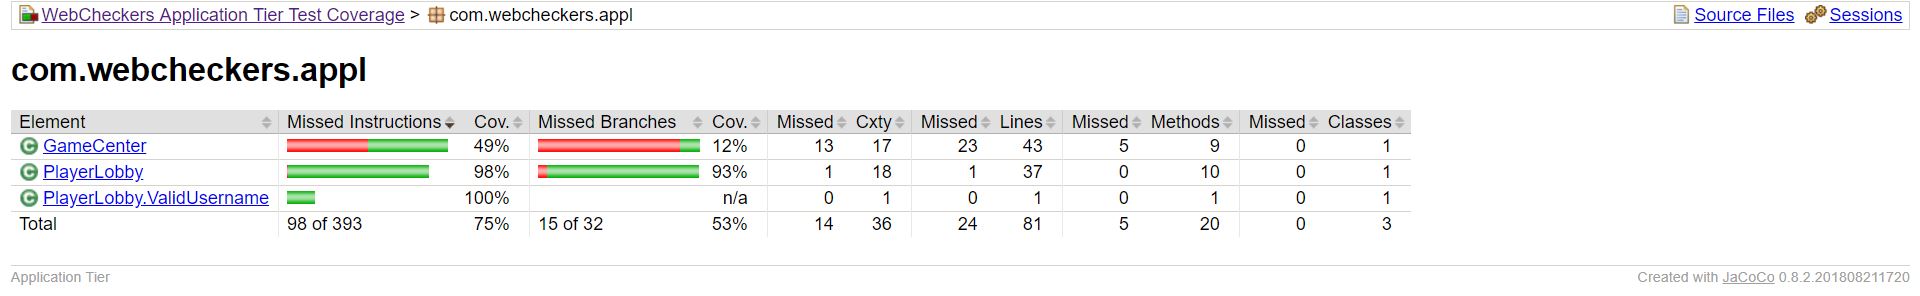 WebCheckers Application Tier Test Coverage > com.webcheckers.appl Source Files Sessions
com.webcheckers.appl
Element Missed Instructions Cov. Missed Branches Cov. Missed Cxty Missed Lines Missed Methods Missed Classes
GameCenter 49% 12% 13 17 23 43 5 9 0 1
PlayerLobby 98% 93% 1 18 1 37 0 10 0 1
PlayerLobby.ValidUsername 100% n/a 0 1 0 1 0 1 0 1
Total 98 of 393 75% 15 of 32 53% 14 36 24 81 5 20 0 3
Application Tier Created with JaCoCo 0.8.2.201808211720